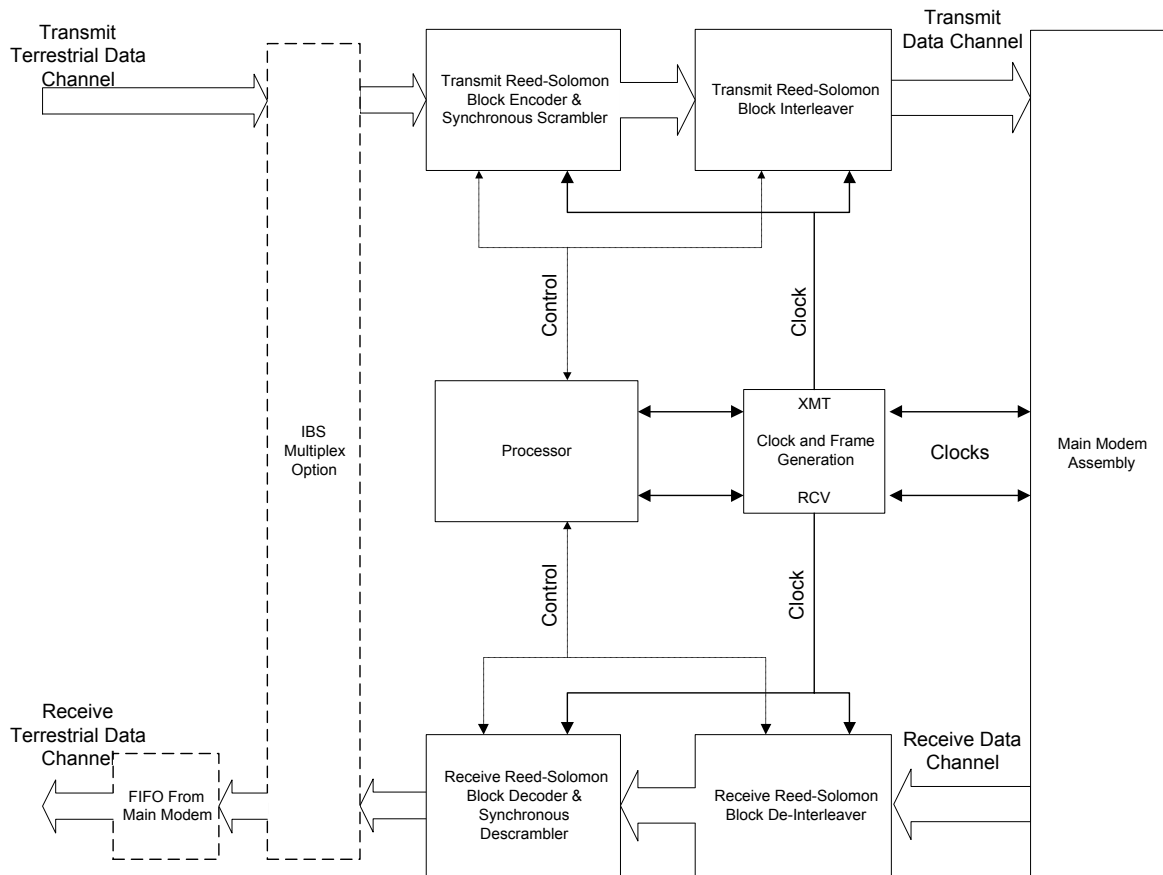 Transmit
Terrestrial Data
Channel
Transmit Reed-Solomon
Block Encoder &
Synchronous Scrambler
Transmit Reed-Solomon
Block Interleaver
Transmit
Data Channel
Control
Clock
IBS
Multiplex
Option
Processor
XMT
Clock and Frame
Generation
RCV
Clocks
Main Modem
Assembly
Control
Clock
Receive
Terrestrial Data
Channel
FIFO From
Main Modem
Receive Reed-Solomon
Block Decoder &
Synchronous
Descrambler
Receive Reed-Solomon
Block De-Interleaver
Receive Data
Channel